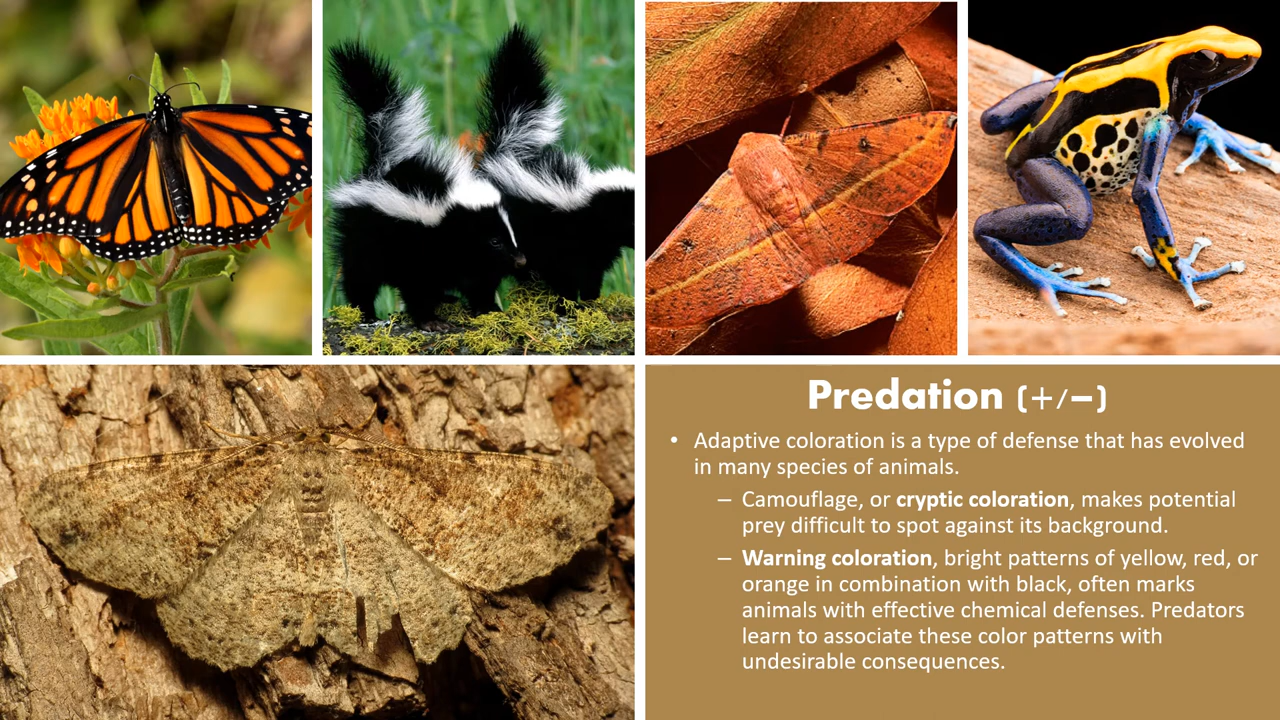 Predation (+/–)
• Adaptive coloration is a type of defense that has evolved
in many species of animals.
– Camouflage, or cryptic coloration, makes potential
prey difficult to spot against its background.
– Warning coloration, bright patterns of yellow, red, or
orange in combination with black, often marks
animals with effective chemical defenses. Predators
learn to associate these color patterns with
undesirable consequences.